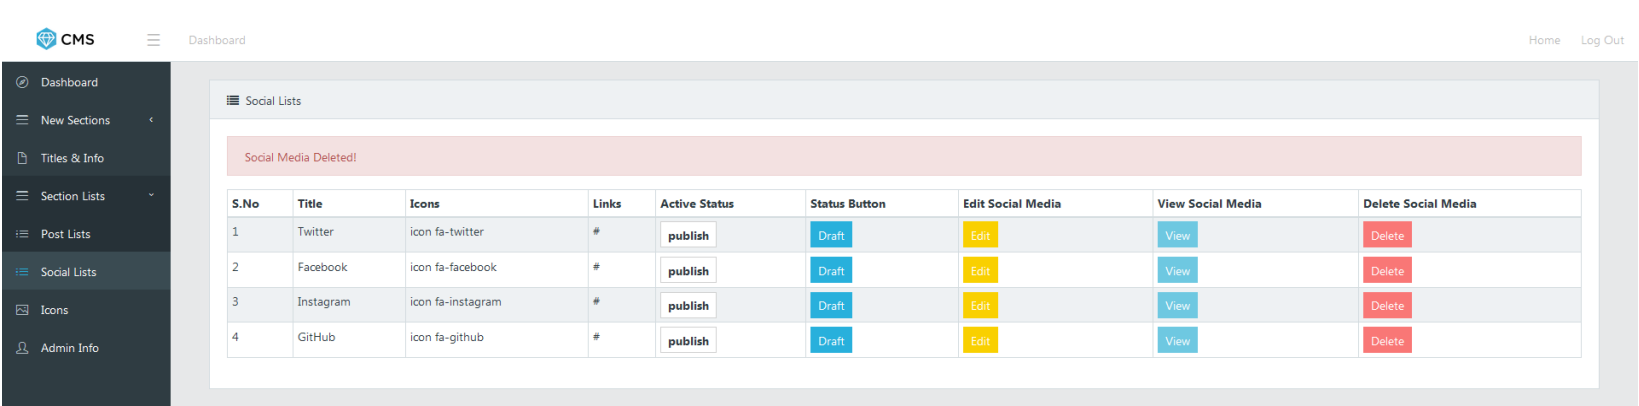 CMS Dashboard Home Log Out
Dashboard
New Sections
Titles & Info
Section Lists
Post Lists
Social Lists
Icons
Admin Info
Social Lists
Social Media Deleted!
S.No Title Icons Links Active Status Status Button Edit Social Media View Social Media Delete Social Media
1 Twitter icon fa-twitter # publish Draft Edit View Delete
2 Facebook icon fa-facebook # publish Draft Edit View Delete
3 Instagram icon fa-instagram # publish Draft Edit View Delete
4 GitHub icon fa-github # publish Draft Edit View Delete